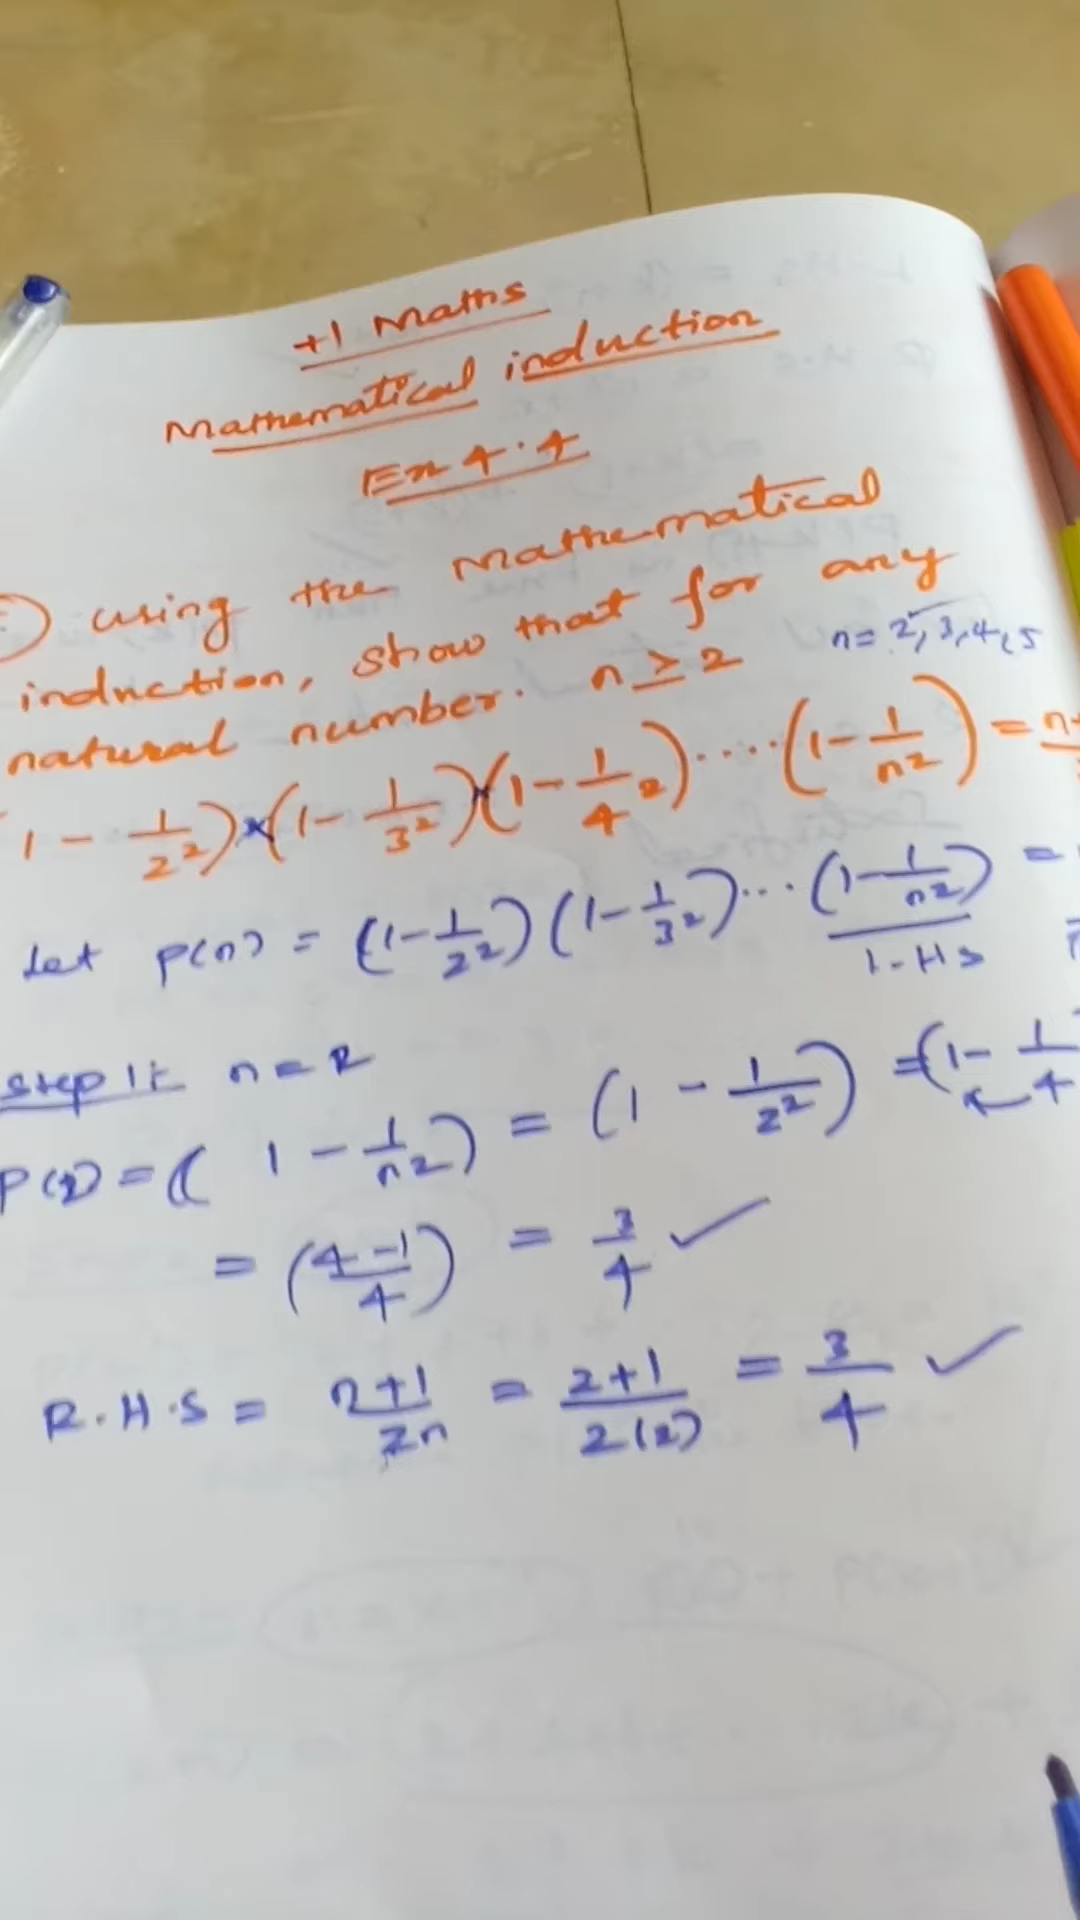 +1 Maths
Mathematical induction
Ex 4.4
using the mathematical
induction, show that for any
natural number. n ≥ 2 n = 2, 3, 4, 5
1 - 1/2²) × (1 - 1/3²) × (1 - 1/4²) .... (1 - 1/n²) = n+
Let P(n) = (1 - 1/2²) (1 - 1/3²) ... (1 - 1/n²) =
L-HS
Step 1: n = 2
P(2) = (1 - 1/n²) = (1 - 1/2²) = (1 - 1/4
= (4-1/4) = 3/4 ✓
R.H.S = n+1/2n = 2+1/2(2) = 3/4 ✓